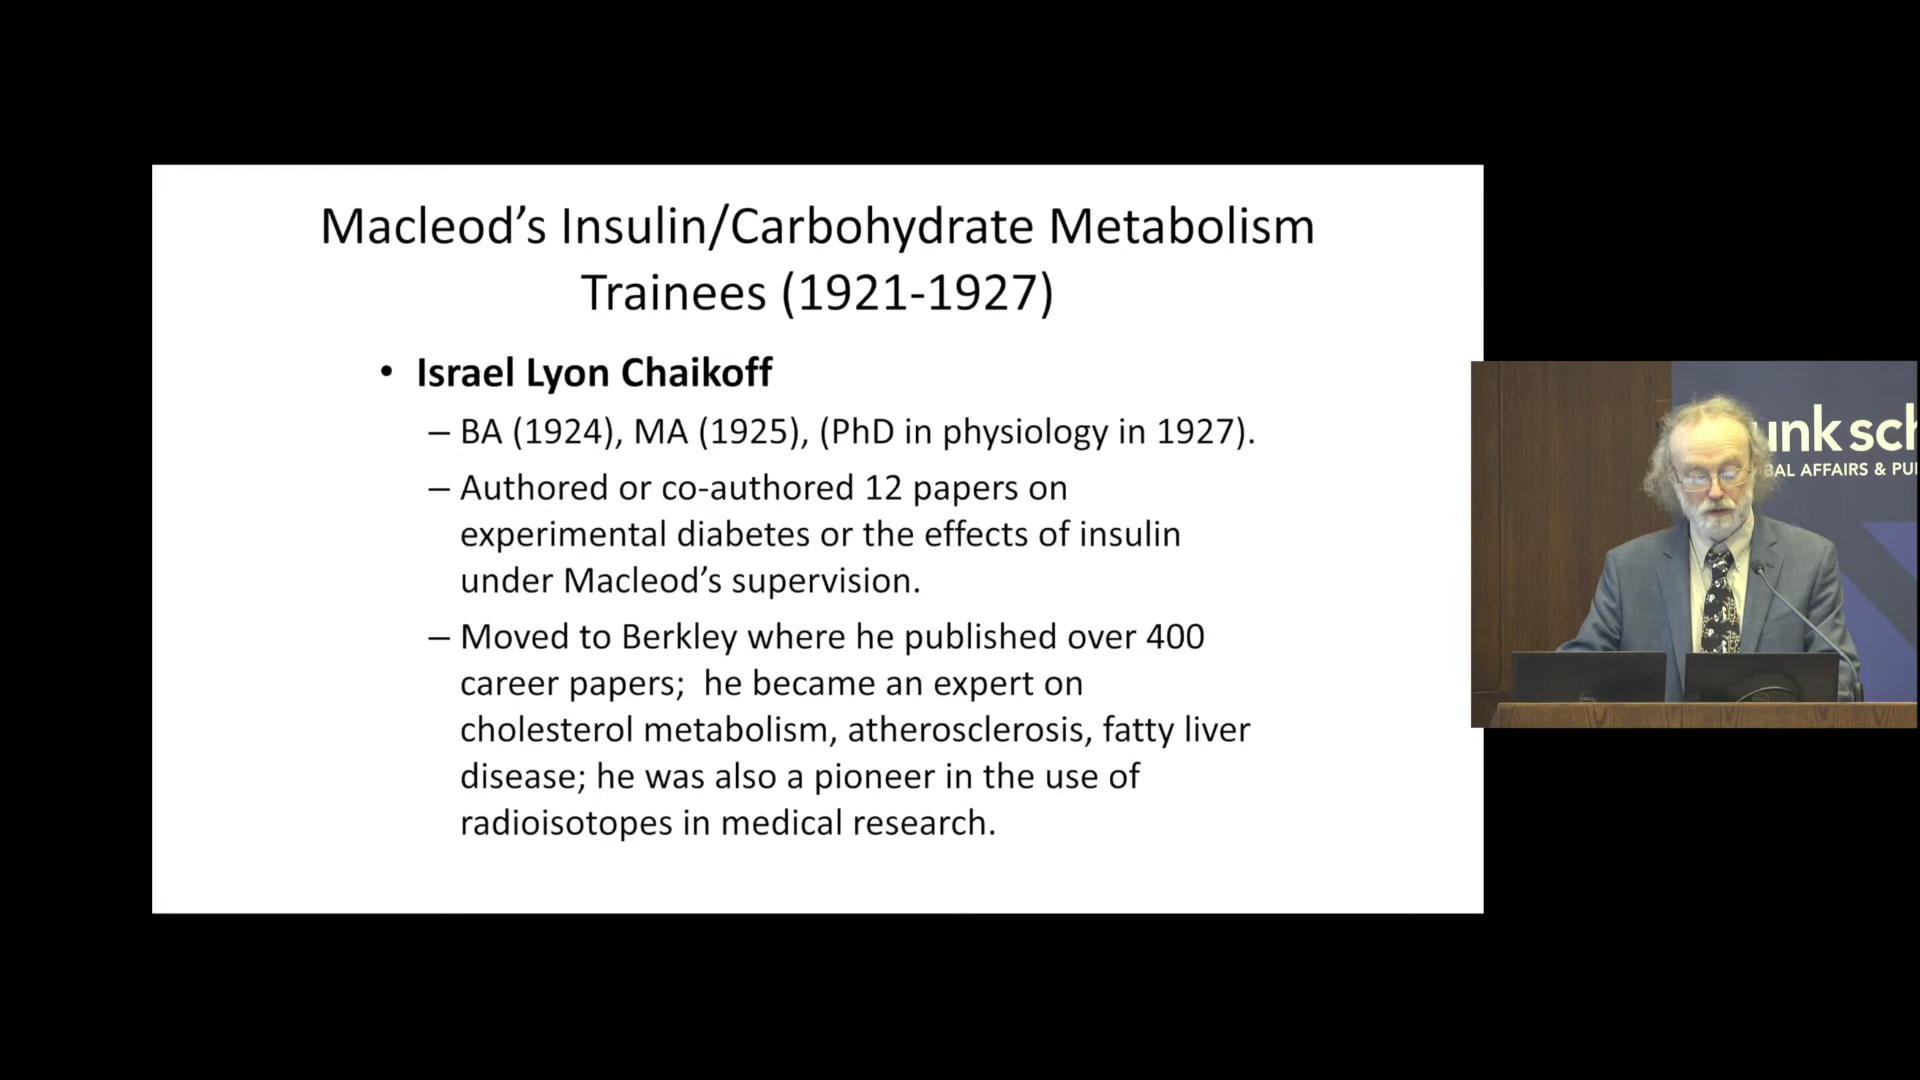 Macleod’s Insulin/Carbohydrate Metabolism
Trainees (1921-1927)
• Israel Lyon Chaikoff
– BA (1924), MA (1925), (PhD in physiology in 1927).
– Authored or co-authored 12 papers on
experimental diabetes or the effects of insulin
under Macleod’s supervision.
– Moved to Berkley where he published over 400
career papers;  he became an expert on
cholesterol metabolism, atherosclerosis, fatty liver
disease; he was also a pioneer in the use of
radioisotopes in medical research.
unk sch
BAL AFFAIRS & PU